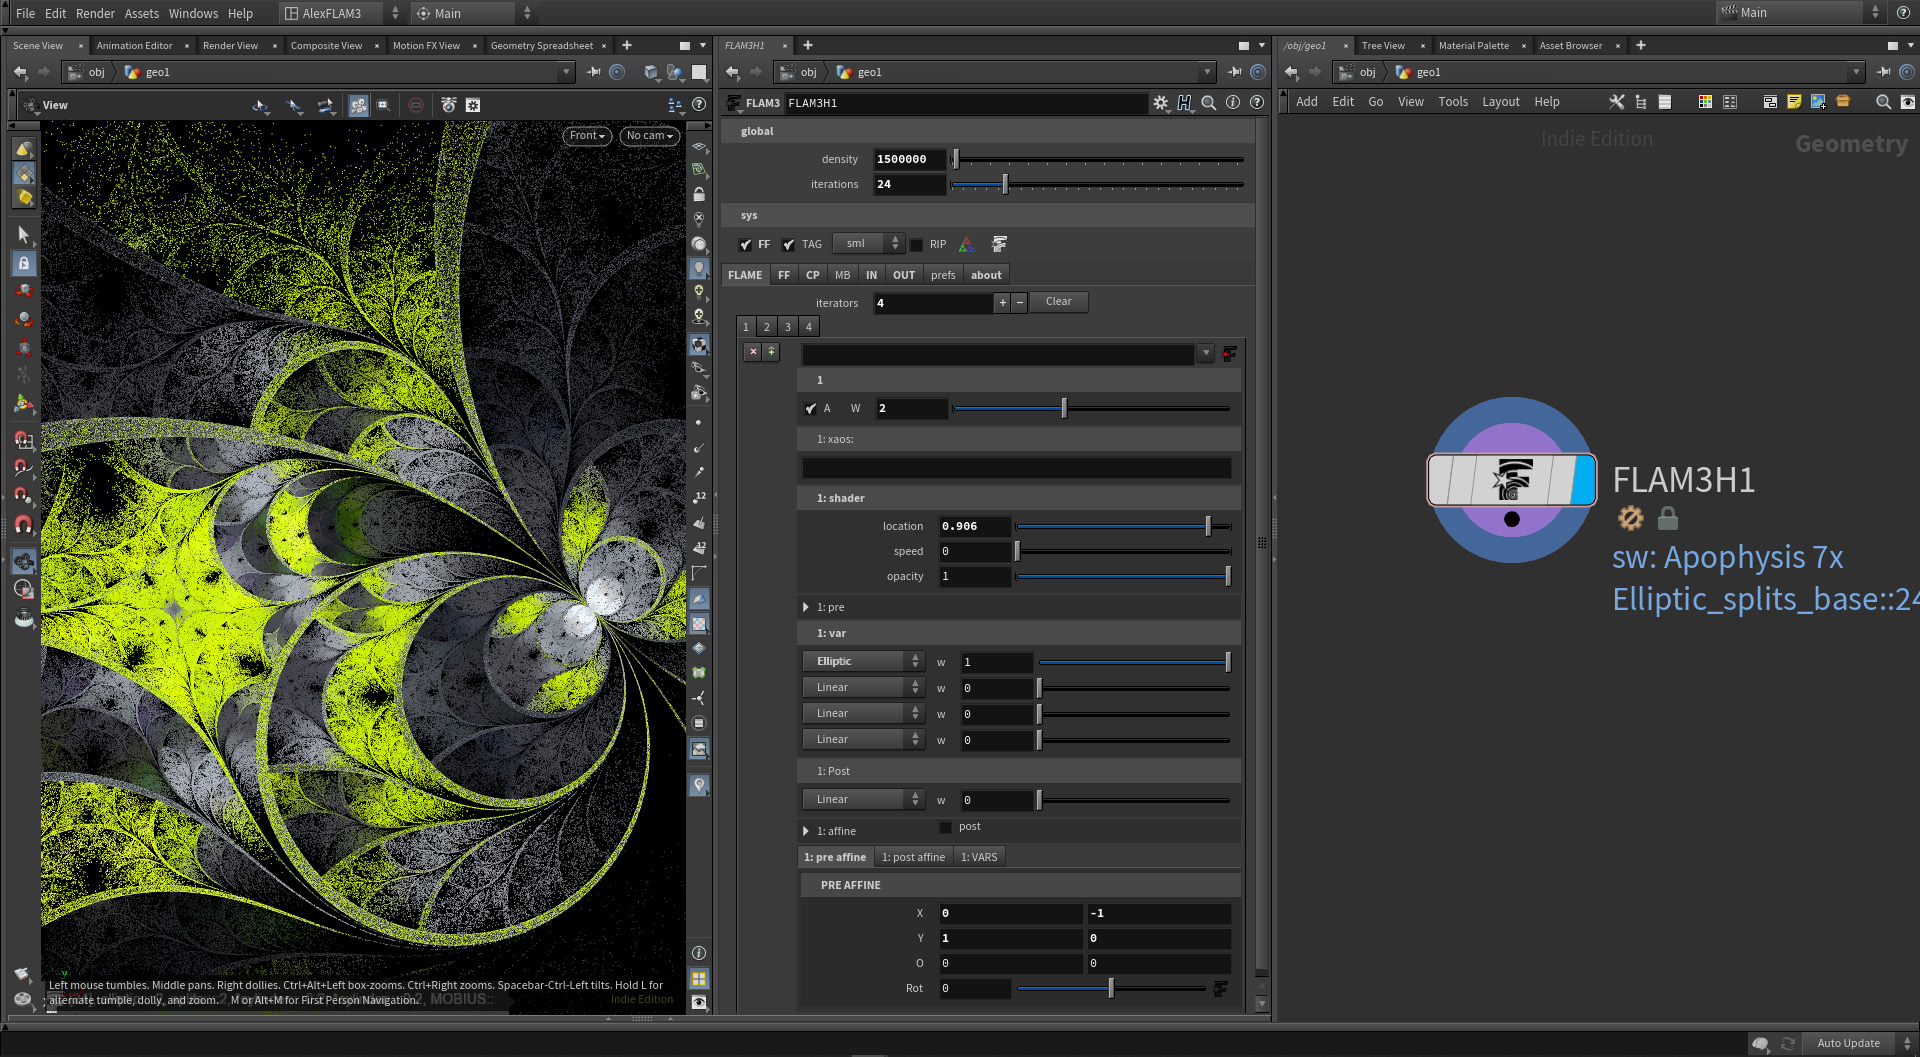 File Edit Render Assets Windows Help AlexFLAM3 Main Main
Scene View Animation Editor Render View Composite View Motion FX View Geometry Spreadsheet
obj geo1
View
Front No cam
12
12
Left mouse tumbles. Middle pans. Right dollies. Ctrl+Alt+Left box-zooms. Ctrl+Right zooms. Spacebar-Ctrl-Left tilts. Hold L for
alternate tumble, dolly, and zoom. M or Alt+M for First Person Navigation.
Indie Edition
FLAM3H1
obj geo1
FLAM3 FLAM3H1
global
density 1500000
iterations 24
sys
FF TAG sml RIP
FLAME FF CP MB IN OUT prefs about
iterators 4 + − Clear
1 2 3 4
1
A W 2
1: xaos:
1: shader
location 0.906
speed 0
opacity 1
1: pre
1: var
Elliptic w 1
Linear w 0
Linear w 0
Linear w 0
1: Post
Linear w 0
1: affine post
1: pre affine 1: post affine 1: VARS
PRE AFFINE
X 0 -1
Y 1 0
O 0 0
Rot 0
/obj/geo1 Tree View Material Palette Asset Browser
obj geo1
Add Edit Go View Tools Layout Help
Indie Edition Geometry
FLAM3H1
sw: Apophysis 7x
Elliptic_splits_base::24
Auto Update